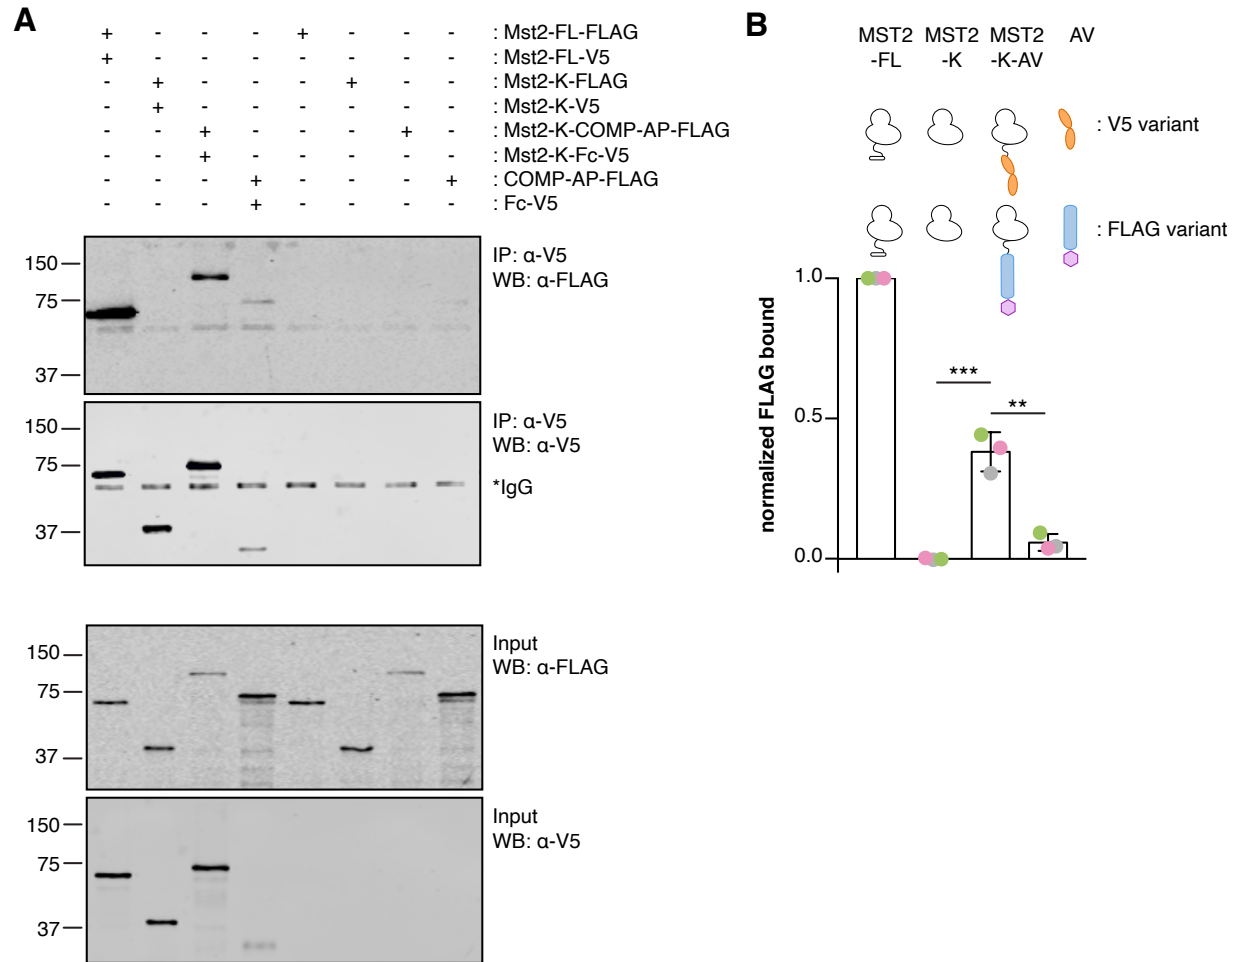 A
+ - - - + - - - : Mst2-FL-FLAG
+ - - - - - - - : Mst2-FL-V5
- + - - - + - - : Mst2-K-FLAG
- + - - - - - - : Mst2-K-V5
- - + - - - + - : Mst2-K-COMP-AP-FLAG
- - + - - - - - : Mst2-K-Fc-V5
- - - + - - - + : COMP-AP-FLAG
- - - + - - - - : Fc-V5
150
75
37
IP: α-V5
WB: α-FLAG
150
75
37
IP: α-V5
WB: α-V5
*IgG
150
75
37
Input
WB: α-FLAG
150
75
37
Input
WB: α-V5
B
MST2 MST2 MST2 AV
-FL -K -K-AV
: V5 variant
: FLAG variant
normalized FLAG bound
1.0
0.5
0.0
***
**